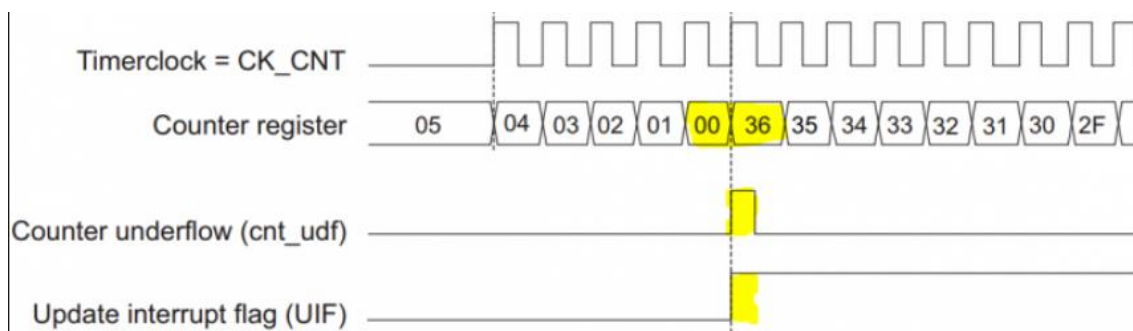 Timerclock = CK_CNT
Counter register 05 04 03 02 01 00 36 35 34 33 32 31 30 2F
Counter underflow (cnt_udf)
Update interrupt flag (UIF)